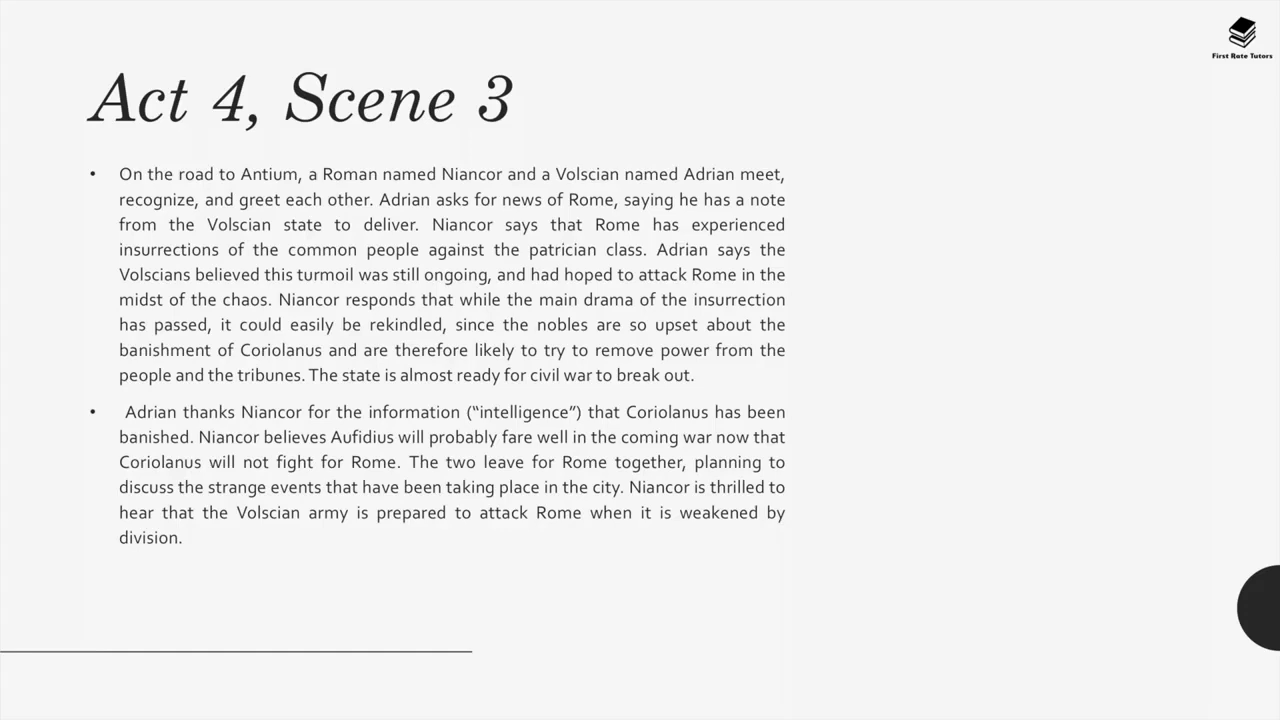 First Rate Tutors
Act 4, Scene 3
• On the road to Antium, a Roman named Niancor and a Volscian named Adrian meet,
recognize, and greet each other. Adrian asks for news of Rome, saying he has a note
from the Volscian state to deliver. Niancor says that Rome has experienced
insurrections of the common people against the patrician class. Adrian says the
Volscians believed this turmoil was still ongoing, and had hoped to attack Rome in the
midst of the chaos. Niancor responds that while the main drama of the insurrection
has passed, it could easily be rekindled, since the nobles are so upset about the
banishment of Coriolanus and are therefore likely to try to remove power from the
people and the tribunes. The state is almost ready for civil war to break out.
• Adrian thanks Niancor for the information (“intelligence”) that Coriolanus has been
banished. Niancor believes Aufidius will probably fare well in the coming war now that
Coriolanus will not fight for Rome. The two leave for Rome together, planning to
discuss the strange events that have been taking place in the city. Niancor is thrilled to
hear that the Volscian army is prepared to attack Rome when it is weakened by
division.